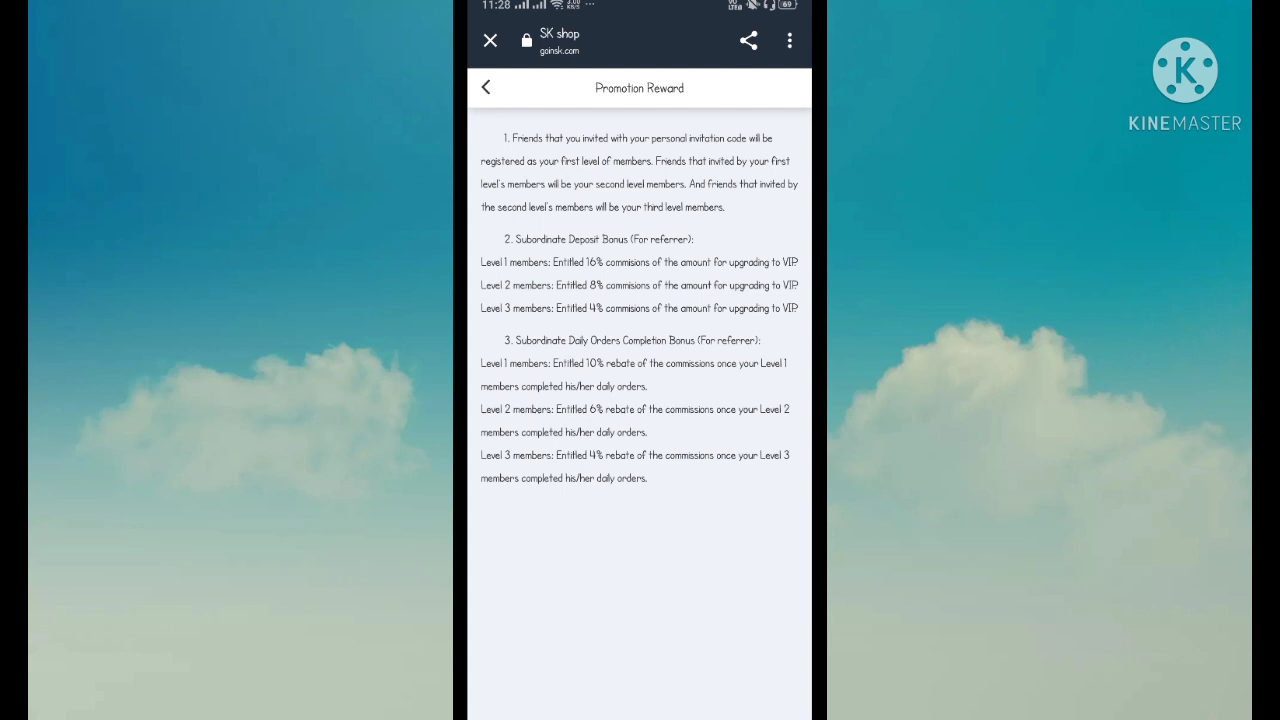 11:28
69
SK shop
goinsk.com
Promotion Reward
1. Friends that you invited with your personal invitation code will be
registered as your first level of members. Friends that invited by your first
level's members will be your second level members. And friends that invited by
the second level's members will be your third level members.
2. Subordinate Deposit Bonus (For referrer):
Level 1 members: Entitled 16% commisions of the amount for upgrading to VIP.
Level 2 members: Entitled 8% commisions of the amount for upgrading to VIP.
Level 3 members: Entitled 4% commisions of the amount for upgrading to VIP.
3. Subordinate Daily Orders Completion Bonus (For referrer):
Level 1 members: Entitled 10% rebate of the commissions once your Level 1
members completed his/her daily orders.
Level 2 members: Entitled 6% rebate of the commissions once your Level 2
members completed his/her daily orders.
Level 3 members: Entitled 4% rebate of the commissions once your Level 3
members completed his/her daily orders.
K
KINEMASTER